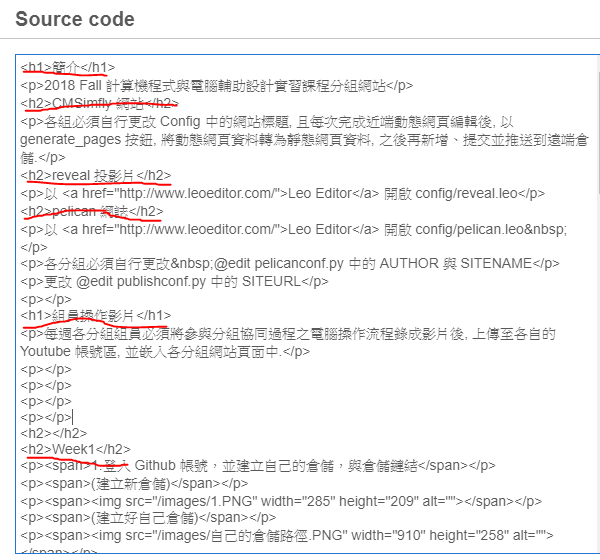 Source code
<h1>簡介</h1>
<p>2018 Fall 計算機程式與電腦輔助設計實習課程分組網站</p>
<h2>CMSimfly 網站</h2>
<p>各組必須自行更改 Config 中的網站標題, 且每次完成近端動態網頁編輯後, 以
generate_pages 按鈕, 將動態網頁資料轉為靜態網頁資料, 之後再新增、提交並推送到遠端倉
儲.</p>
<h2>reveal 投影片</h2>
<p>以 <a href="http://www.leoeditor.com/">Leo Editor</a> 開啟 config/reveal.leo</p>
<h2>pelican 網誌</h2>
<p>以 <a href="http://www.leoeditor.com/">Leo Editor</a> 開啟 config/pelican.leo&nbsp;
</p>
<p>各分組必須自行更改&nbsp;@edit pelicanconf.py 中的 AUTHOR 與 SITENAME</p>
<p>更改 @edit publishconf.py 中的 SITEURL</p>
<p></p>
<h1>組員操作影片</h1>
<p>每週各分組組員必須將參與分組協同過程之電腦操作流程錄成影片後, 上傳至各自的
Youtube 帳號區, 並嵌入各分組網站頁面中.</p>
<p></p>
<p></p>
<p></p>
<p></p>
<h2></h2>
<h2>Week1</h2>
<p><span>1.登入 Github 帳號，並建立自己的倉儲，與倉儲鏈結</span></p>
<p><span>(建立新倉儲)</span></p>
<p><span><img src="/images/1.PNG" width="285" height="209" alt=""></span></p>
<p><span>(建立好自己倉儲)</span></p>
<p><span><img src="/images/自己的倉儲路徑.PNG" width="910" height="258" alt="">
</span></p>